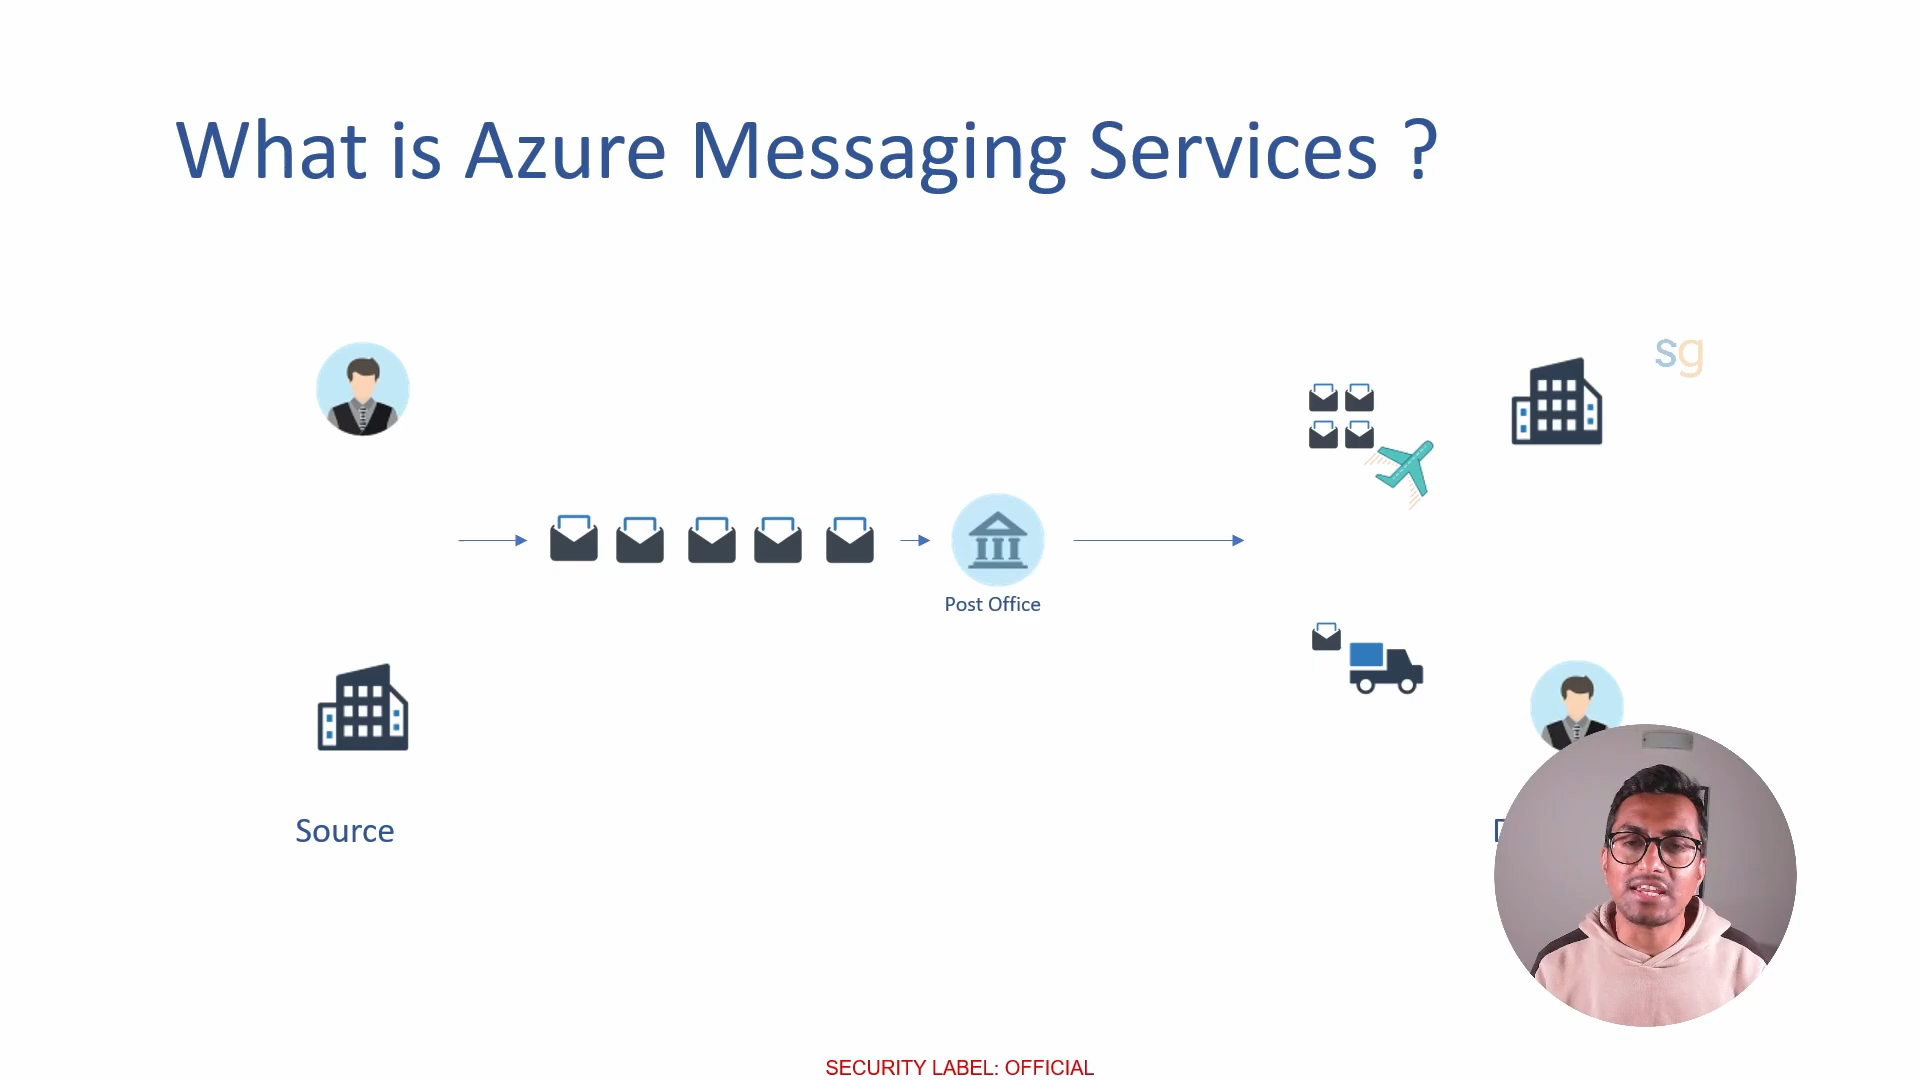 What is Azure Messaging Services ?
sg
Post Office
Source
SECURITY LABEL: OFFICIAL